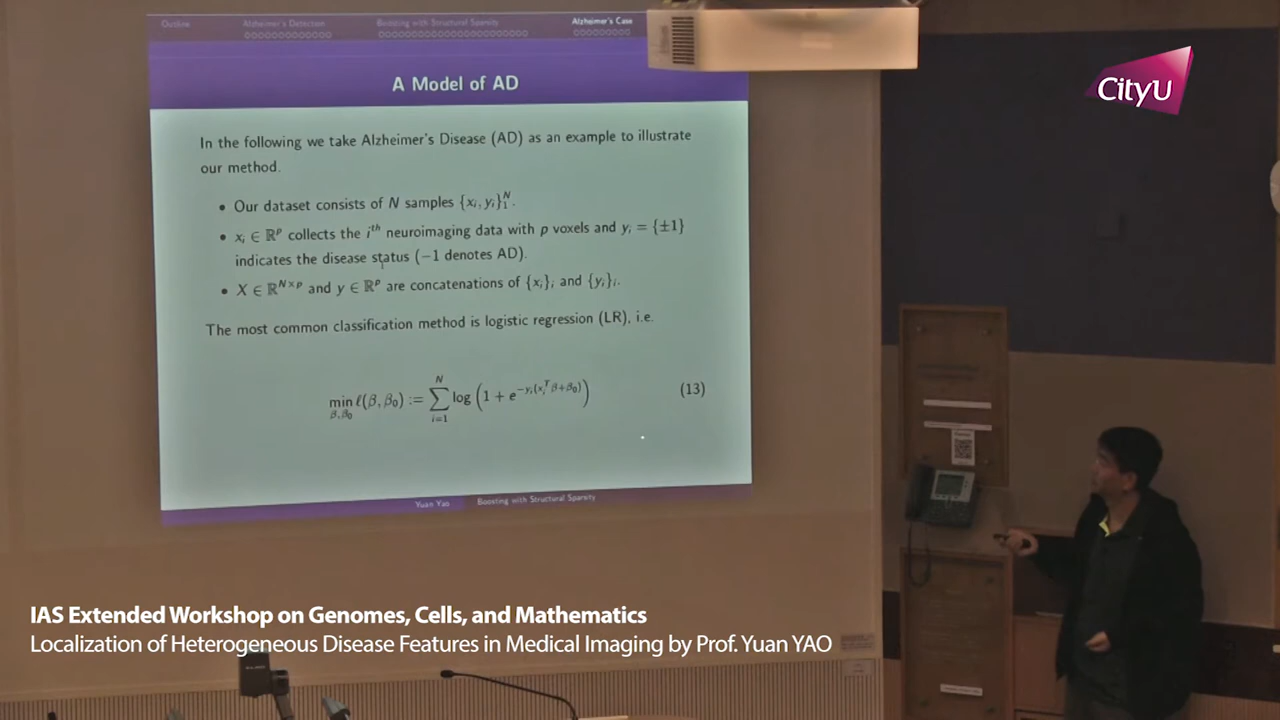 Outline Alzheimer's Detection Boosting with Structural Sparsity Alzheimer's Case
CityU
A Model of AD
In the following we take Alzheimer's Disease (AD) as an example to illustrate
our method.
• Our dataset consists of N samples {xᵢ, yᵢ}₁ᴺ.
• xᵢ ∈ ℝᵖ collects the iᵗʰ neuroimaging data with p voxels and yᵢ = {±1}
indicates the disease status (−1 denotes AD).
• X ∈ ℝᴺˣᵖ and y ∈ ℝᵖ are concatenations of {xᵢ}ᵢ and {yᵢ}ᵢ.
The most common classification method is logistic regression (LR), i.e.
min_{β,β₀} ℓ(β, β₀) := ∑_{i=1}^{N} log (1 + e^{−yᵢ(xᵢᵀβ+β₀)}) (13)
Yuan Yao Boosting with Structural Sparsity
IAS Extended Workshop on Genomes, Cells, and Mathematics
Localization of Heterogeneous Disease Features in Medical Imaging by Prof. Yuan YAO